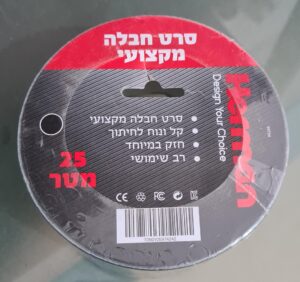 סרט חבלה
מקצועי
Design Your Choice
סרט חבלה מקצועי
קל ונוח לחיתוך
חזק במיוחד
רב שימושי
25
מטר